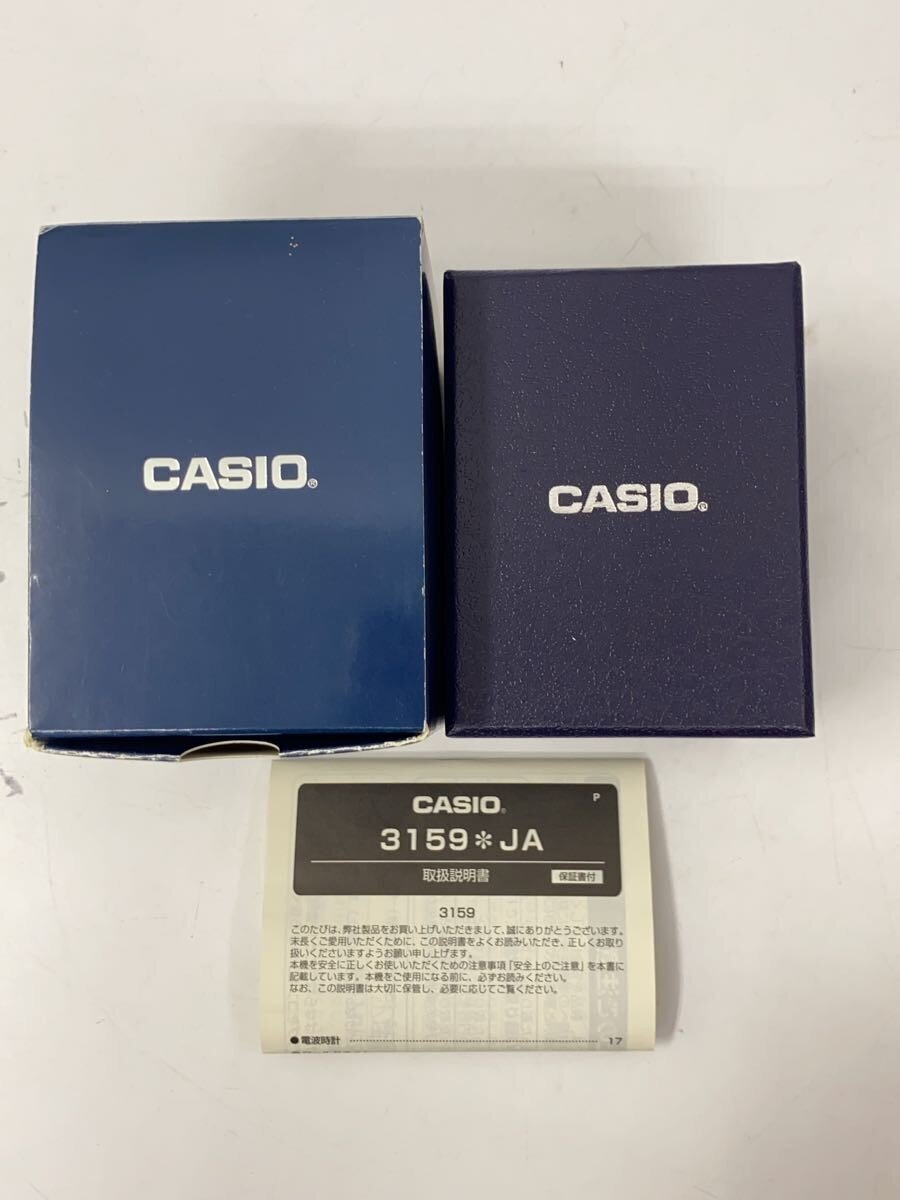 CASIO®
CASIO®
CASIO®
P
3159＊JA
取扱説明書
保証書付
3159
このたびは、弊社製品をお買い上げいただきまして、誠にありがとうございます。
末長くご愛用いただくために、この説明書をよくお読みいただき、正しくお取り
扱いくださいますようお願い申し上げます。
本機を安全に正しくお使いいただくための注意事項「安全上のご注意」を本書に
記載しています。本機をご使用になる前に、必ずお読みください。
なお、この説明書は大切に保管し、必要に応じてご覧ください。
●電波時計 17